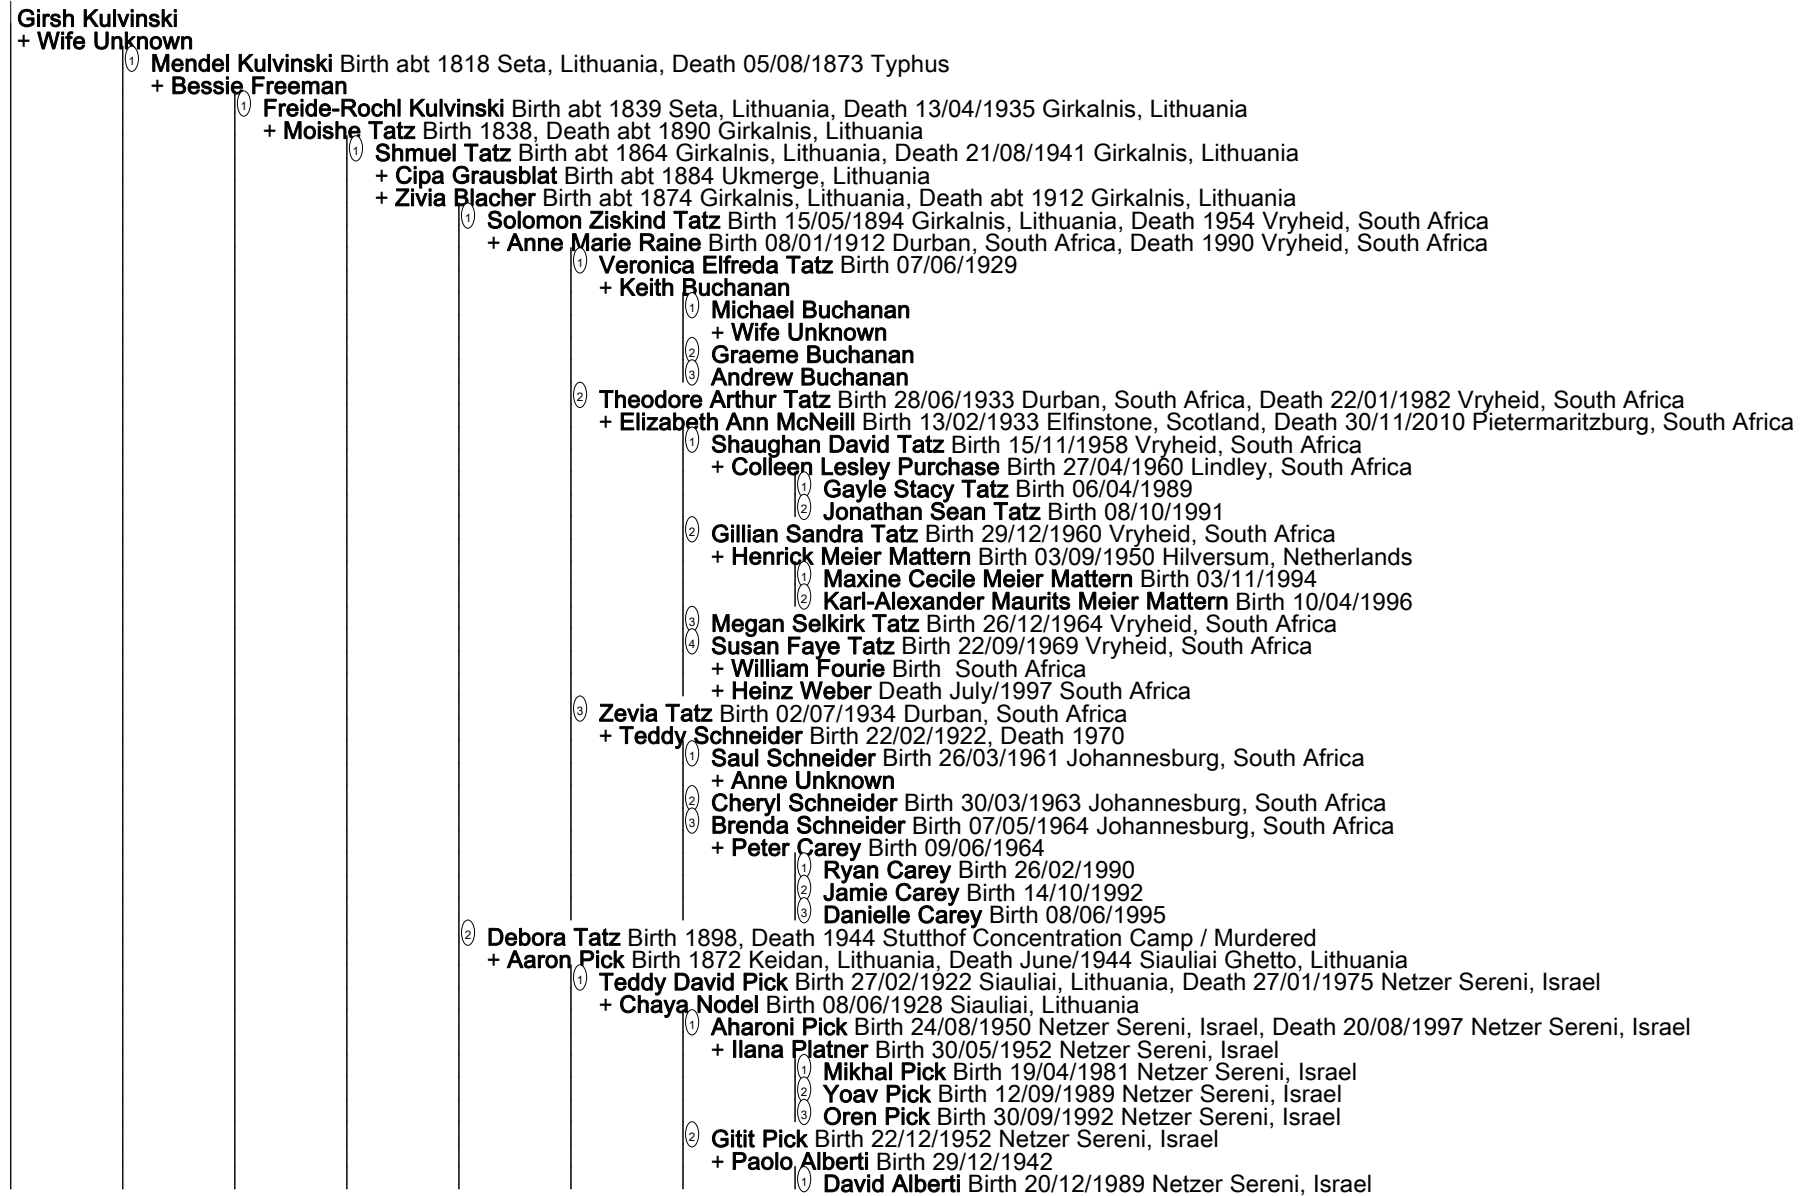 Girsh Kulvinski
+ Wife Unknown
1 Mendel Kulvinski Birth abt 1818 Seta, Lithuania, Death 05/08/1873 Typhus
+ Bessie Freeman
1 Freide-Rochl Kulvinski Birth abt 1839 Seta, Lithuania, Death 13/04/1935 Girkalnis, Lithuania
+ Moishe Tatz Birth 1838, Death abt 1890 Girkalnis, Lithuania
1 Shmuel Tatz Birth abt 1864 Girkalnis, Lithuania, Death 21/08/1941 Girkalnis, Lithuania
+ Cipa Grausblat Birth abt 1884 Ukmerge, Lithuania
+ Zivia Blacher Birth abt 1874 Girkalnis, Lithuania, Death abt 1912 Girkalnis, Lithuania
1 Solomon Ziskind Tatz Birth 15/05/1894 Girkalnis, Lithuania, Death 1954 Vryheid, South Africa
+ Anne Marie Raine Birth 08/01/1912 Durban, South Africa, Death 1990 Vryheid, South Africa
1 Veronica Elfreda Tatz Birth 07/06/1929
+ Keith Buchanan
1 Michael Buchanan
+ Wife Unknown
2 Graeme Buchanan
3 Andrew Buchanan
2 Theodore Arthur Tatz Birth 28/06/1933 Durban, South Africa, Death 22/01/1982 Vryheid, South Africa
+ Elizabeth Ann McNeill Birth 13/02/1933 Elfinstone, Scotland, Death 30/11/2010 Pietermaritzburg, South Africa
1 Shaughan David Tatz Birth 15/11/1958 Vryheid, South Africa
+ Colleen Lesley Purchase Birth 27/04/1960 Lindley, South Africa
1 Gayle Stacy Tatz Birth 06/04/1989
2 Jonathan Sean Tatz Birth 08/10/1991
2 Gillian Sandra Tatz Birth 29/12/1960 Vryheid, South Africa
+ Henrick Meier Mattern Birth 03/09/1950 Hilversum, Netherlands
1 Maxine Cecile Meier Mattern Birth 03/11/1994
2 Karl-Alexander Maurits Meier Mattern Birth 10/04/1996
3 Megan Selkirk Tatz Birth 26/12/1964 Vryheid, South Africa
4 Susan Faye Tatz Birth 22/09/1969 Vryheid, South Africa
+ William Fourie Birth  South Africa
+ Heinz Weber Death July/1997 South Africa
3 Zevia Tatz Birth 02/07/1934 Durban, South Africa
+ Teddy Schneider Birth 22/02/1922, Death 1970
1 Saul Schneider Birth 26/03/1961 Johannesburg, South Africa
+ Anne Unknown
2 Cheryl Schneider Birth 30/03/1963 Johannesburg, South Africa
3 Brenda Schneider Birth 07/05/1964 Johannesburg, South Africa
+ Peter Carey Birth 09/06/1964
1 Ryan Carey Birth 26/02/1990
2 Jamie Carey Birth 14/10/1992
3 Danielle Carey Birth 08/06/1995
2 Debora Tatz Birth 1898, Death 1944 Stutthof Concentration Camp / Murdered
+ Aaron Pick Birth 1872 Keidan, Lithuania, Death June/1944 Siauliai Ghetto, Lithuania
1 Teddy David Pick Birth 27/02/1922 Siauliai, Lithuania, Death 27/01/1975 Netzer Sereni, Israel
+ Chaya Nodel Birth 08/06/1928 Siauliai, Lithuania
1 Aharoni Pick Birth 24/08/1950 Netzer Sereni, Israel, Death 20/08/1997 Netzer Sereni, Israel
+ Ilana Platner Birth 30/05/1952 Netzer Sereni, Israel
1 Mikhal Pick Birth 19/04/1981 Netzer Sereni, Israel
2 Yoav Pick Birth 12/09/1989 Netzer Sereni, Israel
3 Oren Pick Birth 30/09/1992 Netzer Sereni, Israel
2 Gitit Pick Birth 22/12/1952 Netzer Sereni, Israel
+ Paolo Alberti Birth 29/12/1942
1 David Alberti Birth 20/12/1989 Netzer Sereni, Israel